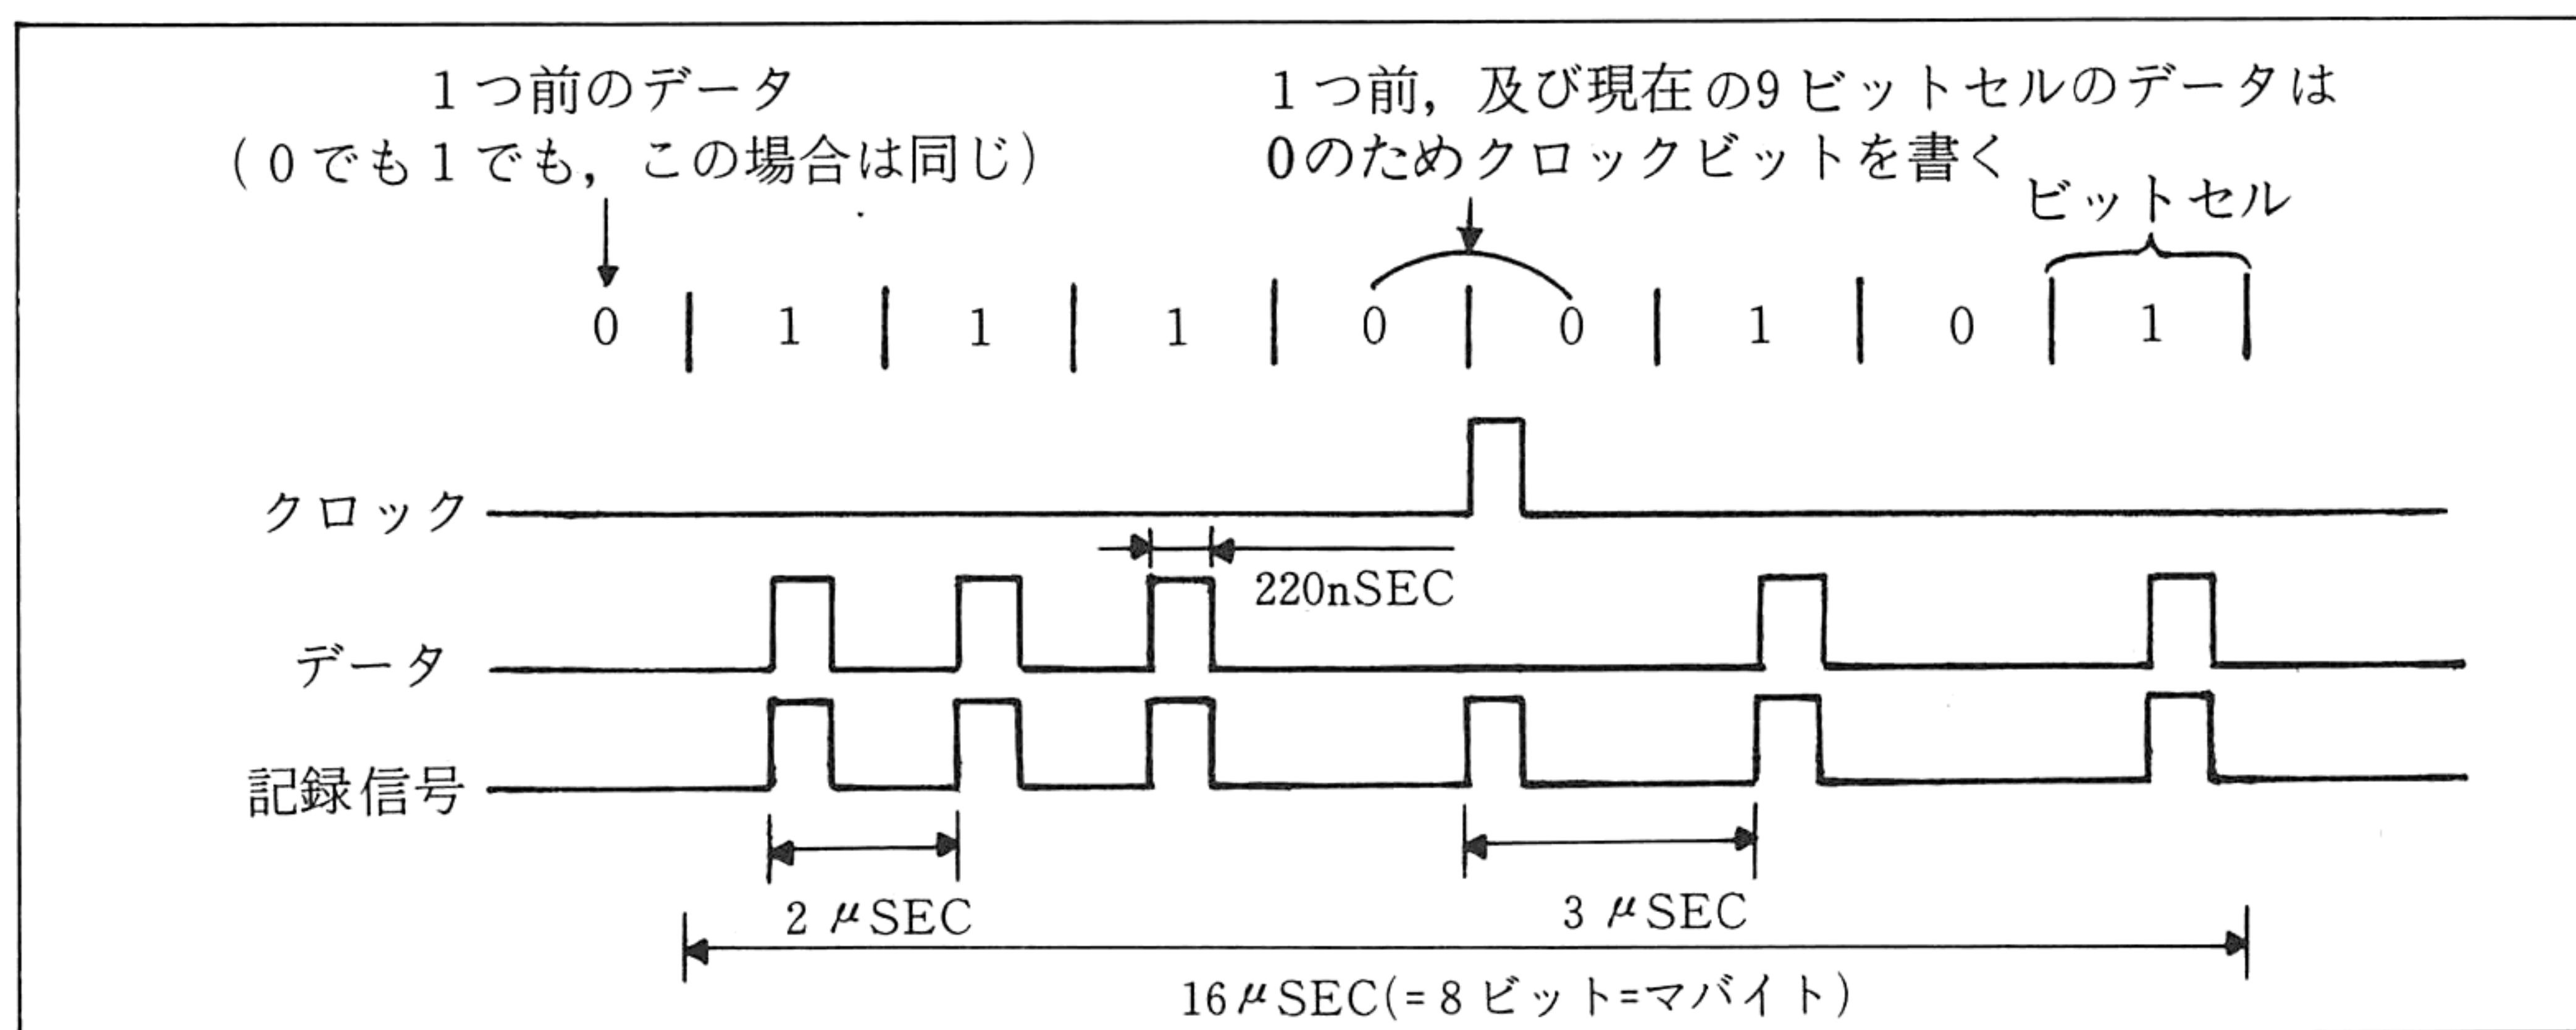 1つ前のデータ
(0でも1でも,この場合は同じ)
1つ前,及び現在の9ビットセルのデータは
0のためクロックビットを書く
ビットセル
0 | 1 | 1 | 1 | 0 | 0 | 1 | 0 | 1 |
クロック
220nSEC
データ
記録信号
2 μSEC
3 μSEC
16μSEC(=8ビット=マバイト)